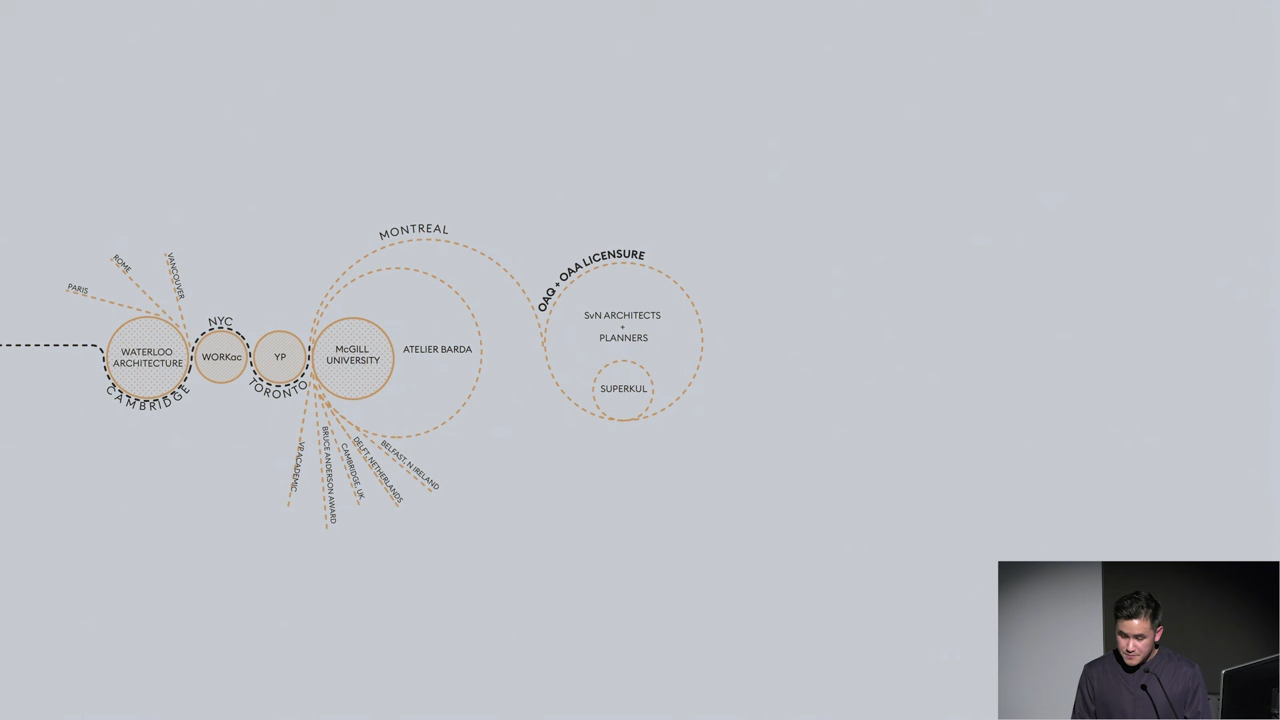 PARIS
ROME
VANCOUVER
WATERLOO
ARCHITECTURE
CAMBRIDGE
NYC
WORKac
YP
TORONTO
MONTREAL
McGILL
UNIVERSITY
ATELIER BARDA
VP ACADEMIC
BRUCE ANDERSON AWARD
CAMBRIDGE, UK
DELFT, NETHERLANDS
BELFAST, N IRELAND
OAQ + OAA LICENSURE
SvN ARCHITECTS
+
PLANNERS
SUPERKUL